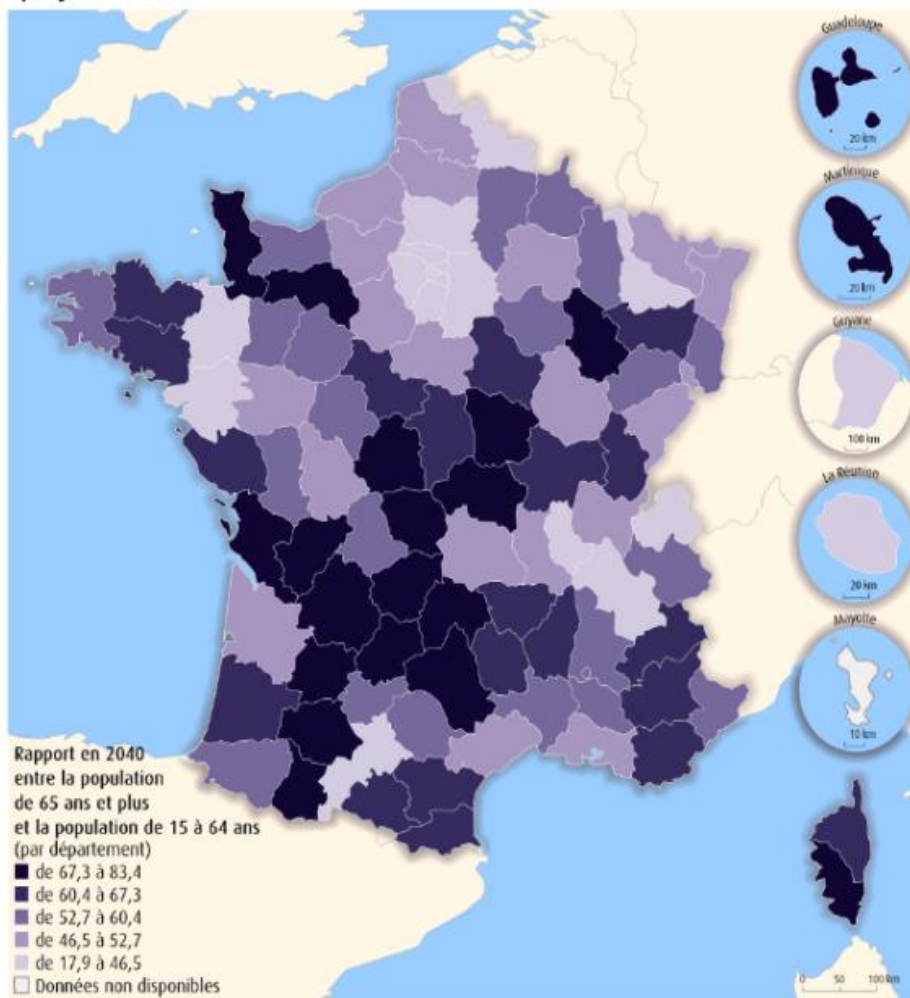 Guadeloupe
20 km
Martinique
20 km
Guyane
100 km
La Réunion
20 km
Mayotte
10 km
Rapport en 2040
entre la population
de 65 ans et plus
et la population de 15 à 64 ans
(par département)
de 67,3 à 83,4
de 60,4 à 67,3
de 52,7 à 60,4
de 46,5 à 52,7
de 17,9 à 46,5
Données non disponibles
0 50 100 km